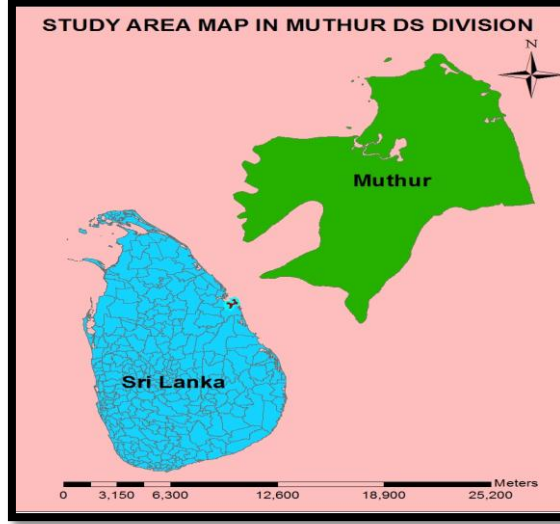 STUDY AREA MAP IN MUTHUR DS DIVISION
N
Muthur
Sri Lanka
Meters
0 3,150 6,300 12,600 18,900 25,200